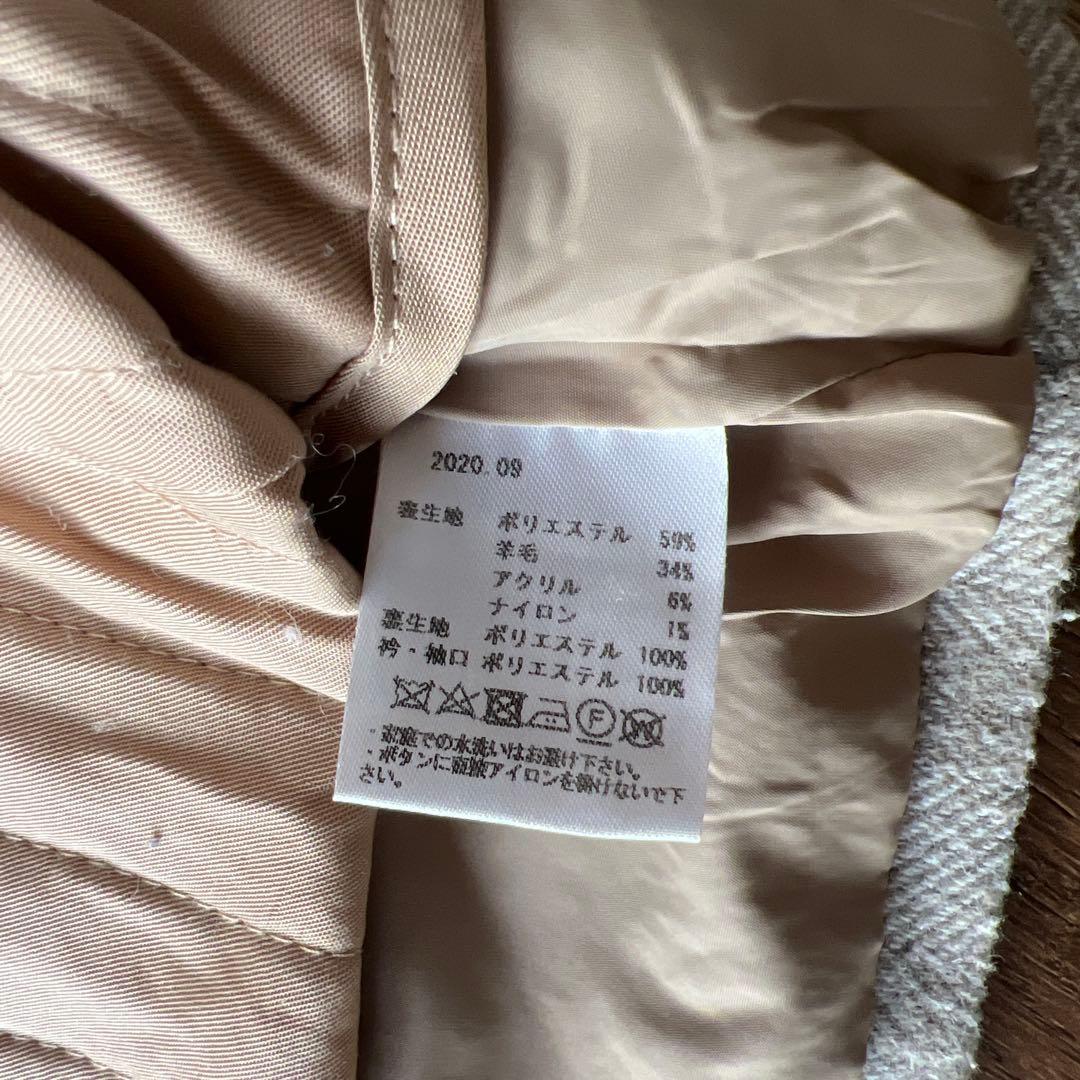 2020.09
表生地 ポリエステル 59%
羊毛 34%
アクリル 6%
ナイロン 1%
裏生地 ポリエステル 100%
衿・袖口 ポリエステル 100%
F W
・家庭での水洗いはお避け下さい。
・ボタンに直接アイロンを掛けないで下
さい。